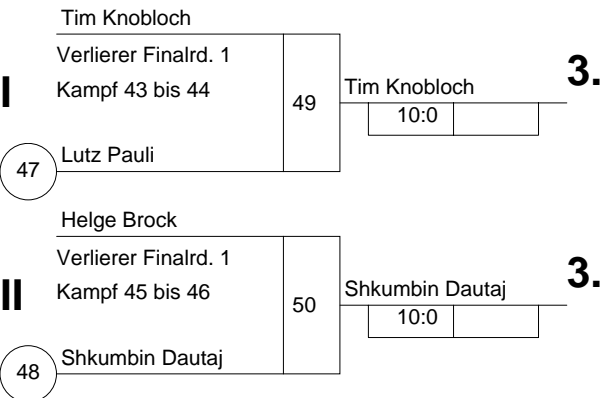 Tim Knobloch
Verlierer Finalrd. 1
I
Kampf 43 bis 44
49
Tim Knobloch
3.
10:0
47
Lutz Pauli
Helge Brock
Verlierer Finalrd. 1
II
Kampf 45 bis 46
50
Shkumbin Dautaj
3.
10:0
48
Shkumbin Dautaj